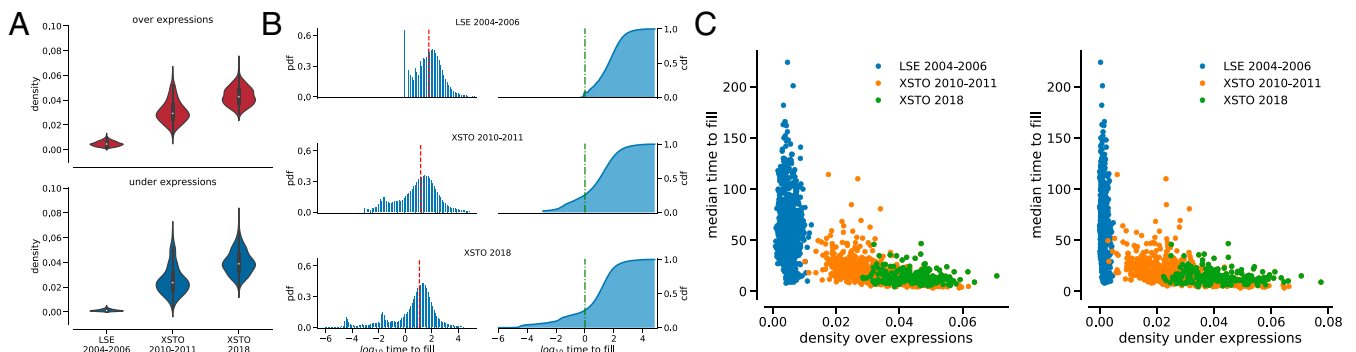 A
over expressions
0.10
0.08
0.06
0.04
0.02
0.00
density
under expressions
0.10
0.08
0.06
0.04
0.02
0.00
density
LSE
2004-2006
XSTO
2010-2011
XSTO
2018
B
LSE 2004-2006
0.6
0.3
0.0
pdf
1.0
0.5
0.0
cdf
XSTO 2010-2011
0.6
0.3
0.0
pdf
1.0
0.5
0.0
cdf
XSTO 2018
0.6
0.3
0.0
pdf
1.0
0.5
0.0
cdf
−6 −4 −2 0 2 4
log10 time to fill
−6 −4 −2 0 2 4
log10 time to fill
C
LSE 2004-2006
XSTO 2010-2011
XSTO 2018
200
150
100
50
0
median time to fill
0.00 0.02 0.04 0.06
density over expressions
LSE 2004-2006
XSTO 2010-2011
XSTO 2018
200
150
100
50
0
median time to fill
0.00 0.02 0.04 0.06 0.08
density under expressions